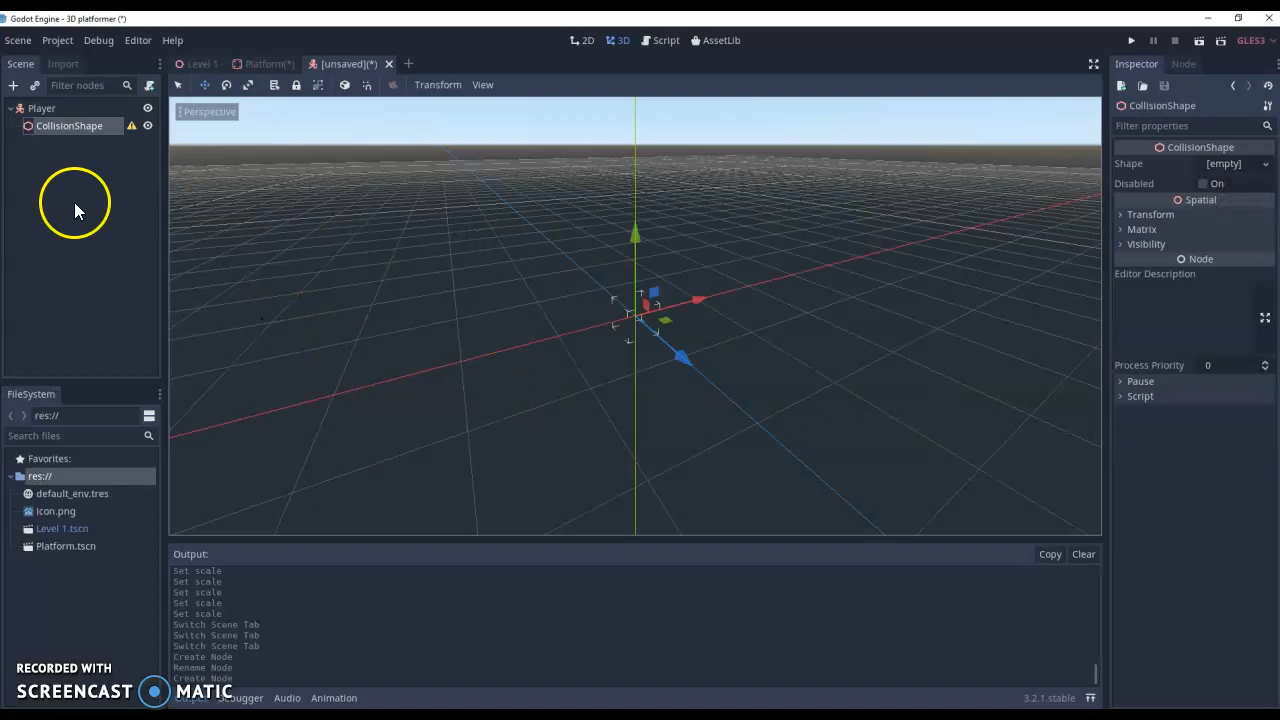 Godot Engine - 3D platformer (*)
Scene Project Debug Editor Help
2D 3D Script AssetLib
GLES3
Scene Import
Level 1 Platform(*) [unsaved](*)
Inspector Node
Filter nodes
Transform View
Player
CollisionShape
Perspective
CollisionShape
Filter properties
CollisionShape
Shape [empty]
Disabled On
Spatial
Transform
Matrix
Visibility
Node
Editor Description
Process Priority 0
Pause
Script
FileSystem
res://
Search files
Favorites:
res://
default_env.tres
icon.png
Level 1.tscn
Platform.tscn
Output: Copy Clear
Set scale
Set scale
Set scale
Set scale
Set scale
Switch Scene Tab
Switch Scene Tab
Switch Scene Tab
Create Node
Rename Node
Create Node
Output Debugger Audio Animation 3.2.1.stable
RECORDED WITH
SCREENCAST MATIC